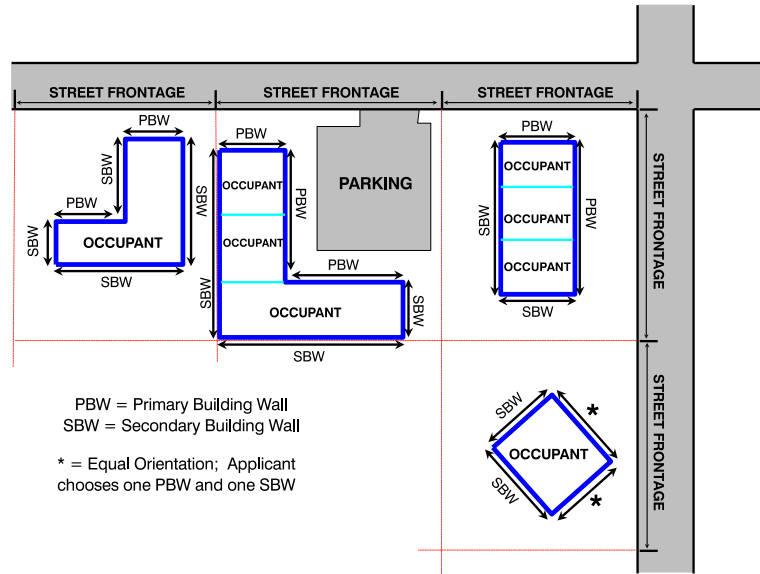 STREET FRONTAGE
STREET FRONTAGE
STREET FRONTAGE
PBW
SBW
SBW
PBW
SBW
OCCUPANT
SBW
PBW
OCCUPANT
OCCUPANT
PBW
SBW
PBW
OCCUPANT
SBW
SBW
PARKING
PBW
OCCUPANT
OCCUPANT
OCCUPANT
SBW
PBW
SBW
STREET FRONTAGE
STREET FRONTAGE
PBW = Primary Building Wall
SBW = Secondary Building Wall
* = Equal Orientation; Applicant
chooses one PBW and one SBW
SBW
*
OCCUPANT
SBW
*